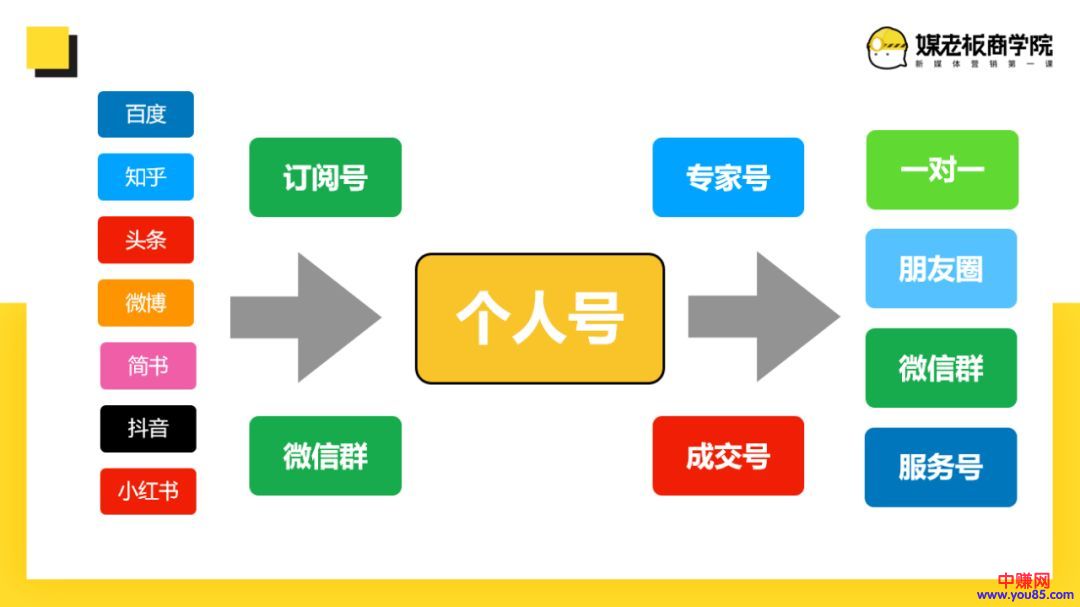 媒老板商学院
新媒体营销第一课
百度
知乎
头条
微博
简书
抖音
小红书
订阅号
微信群
个人号
专家号
成交号
一对一
朋友圈
微信群
服务号
中赚网
www.you85.com